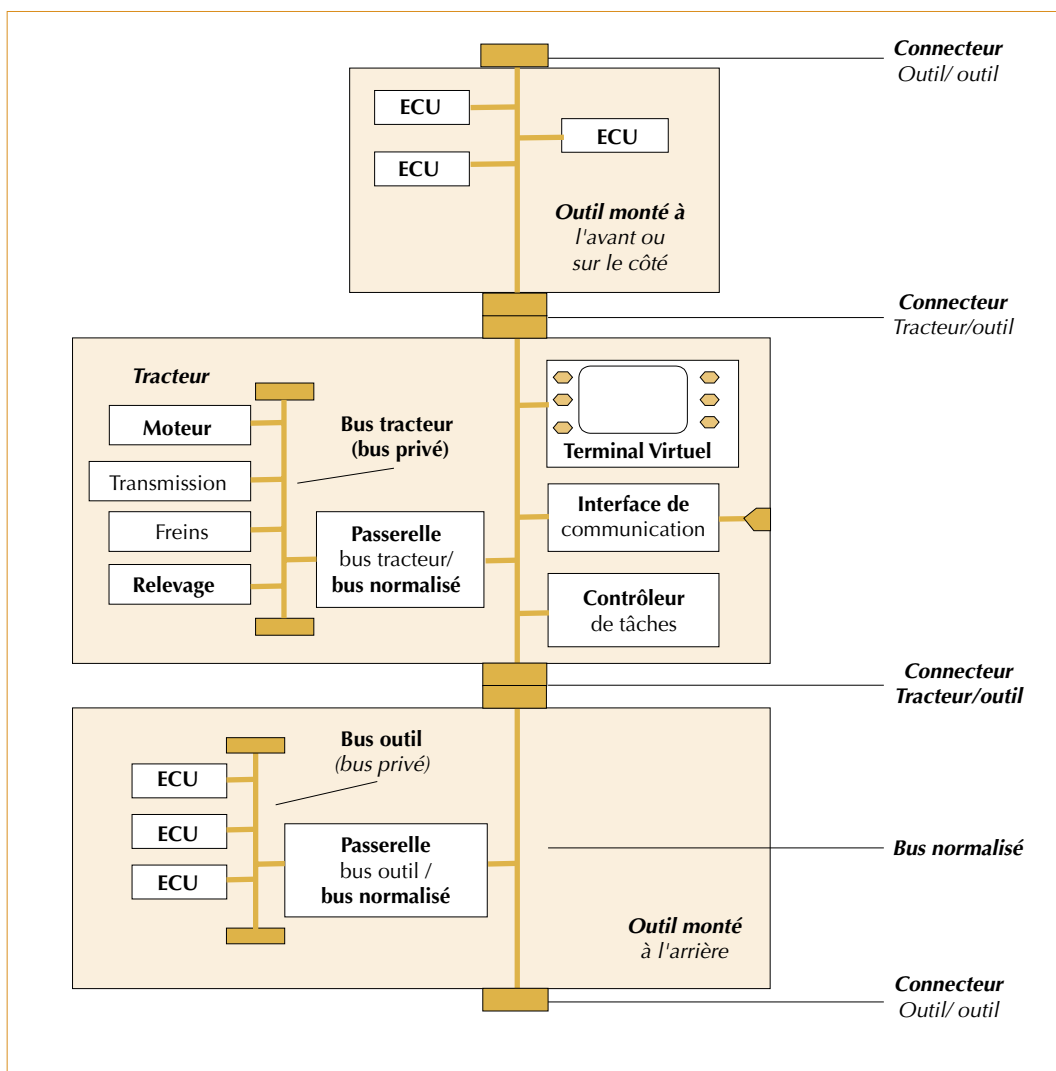 Connecteur
Outil/ outil
ECU
ECU
ECU
Outil monté à
l'avant ou
sur le côté
Connecteur
Tracteur/outil
Tracteur
Moteur
Transmission
Freins
Relevage
Bus tracteur
(bus privé)
Passerelle
bus tracteur/
bus normalisé
Terminal Virtuel
Interface de
communication
Contrôleur
de tâches
Connecteur
Tracteur/outil
Bus outil
(bus privé)
ECU
ECU
ECU
Passerelle
bus outil /
bus normalisé
Bus normalisé
Outil monté
à l'arrière
Connecteur
Outil/ outil